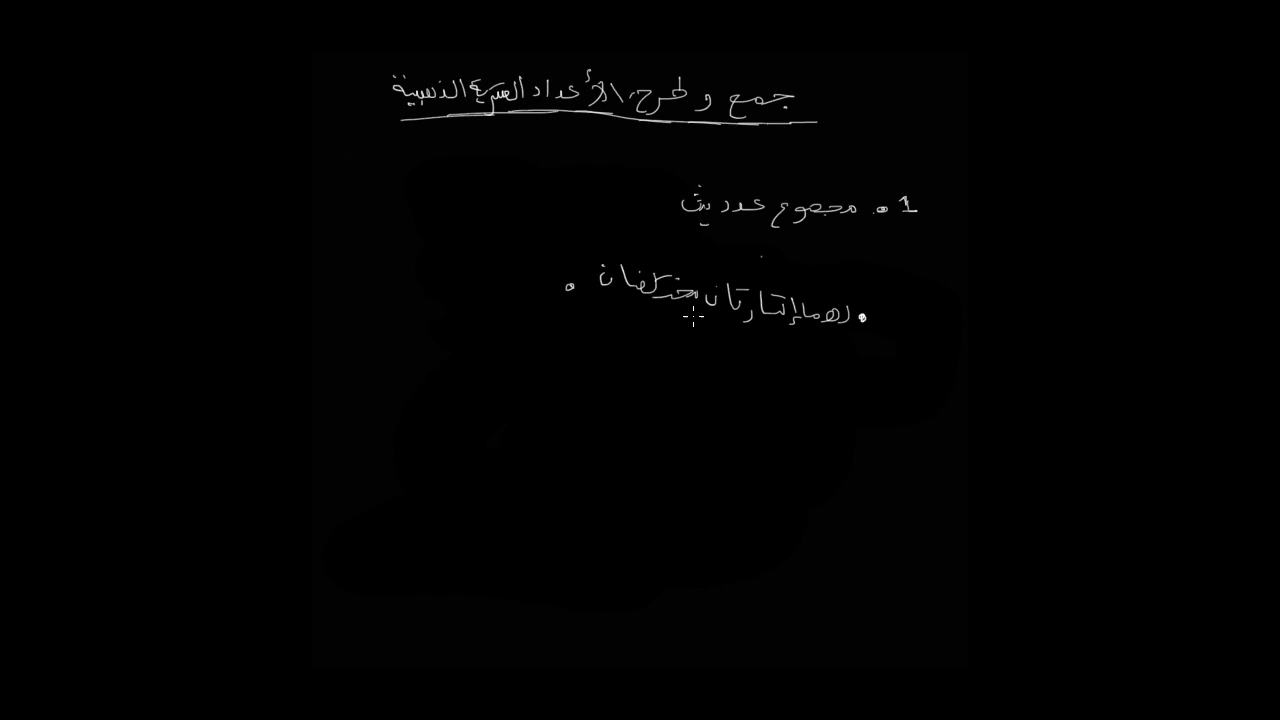 جمع و طرح الأعداد العشرية النسبية
1. مجموع عددين
. لهما إشارتان مختلفتان .